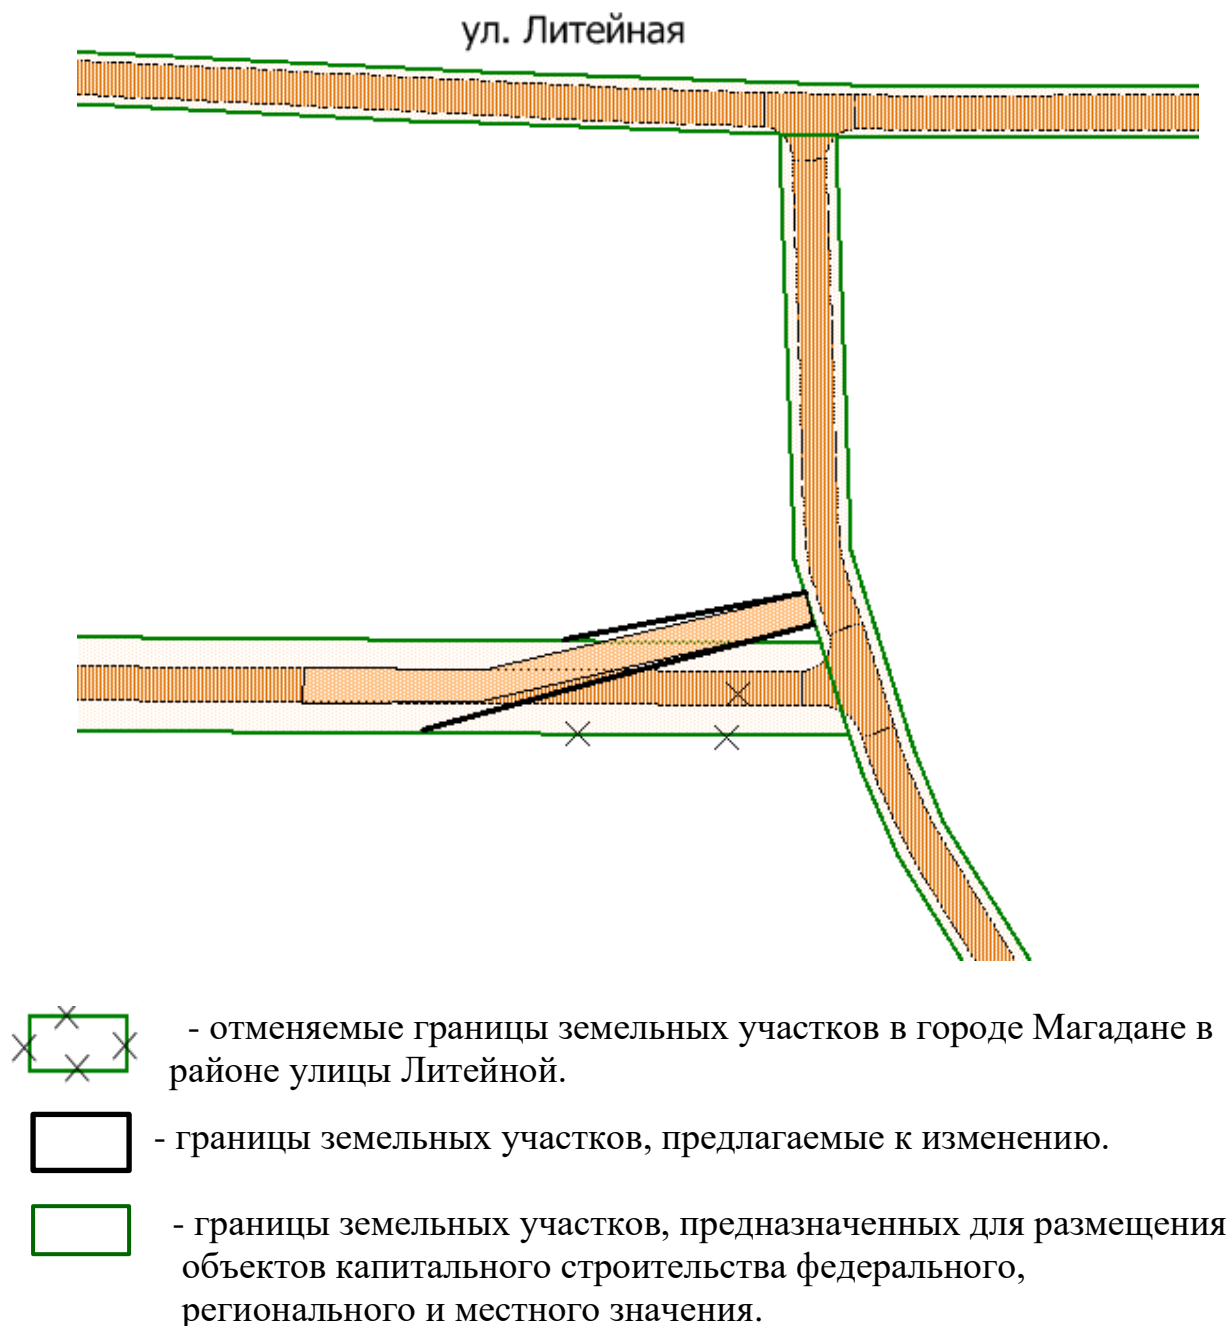 ул. Литейная
- отменяемые границы земельных участков в городе Магадане в
районе улицы Литейной.
- границы земельных участков, предлагаемые к изменению.
- границы земельных участков, предназначенных для размещения
объектов капитального строительства федерального,
регионального и местного значения.